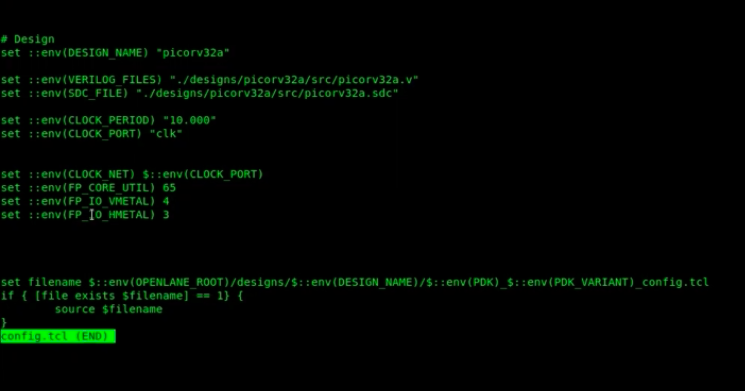 # Design
set ::env(DESIGN_NAME) "picorv32a"
set ::env(VERILOG_FILES) "./designs/picorv32a/src/picorv32a.v"
set ::env(SDC_FILE) "./designs/picorv32a/src/picorv32a.sdc"
set ::env(CLOCK_PERIOD) "10.000"
set ::env(CLOCK_PORT) "clk"
set ::env(CLOCK_NET) $::env(CLOCK_PORT)
set ::env(FP_CORE_UTIL) 65
set ::env(FP_IO_VMETAL) 4
set ::env(FP_IO_HMETAL) 3
set filename $::env(OPENLANE_ROOT)/designs/$::env(DESIGN_NAME)/$::env(PDK)_$::env(PDK_VARIANT)_config.tcl
if { [file exists $filename] == 1} {
        source $filename
}
config.tcl (END)